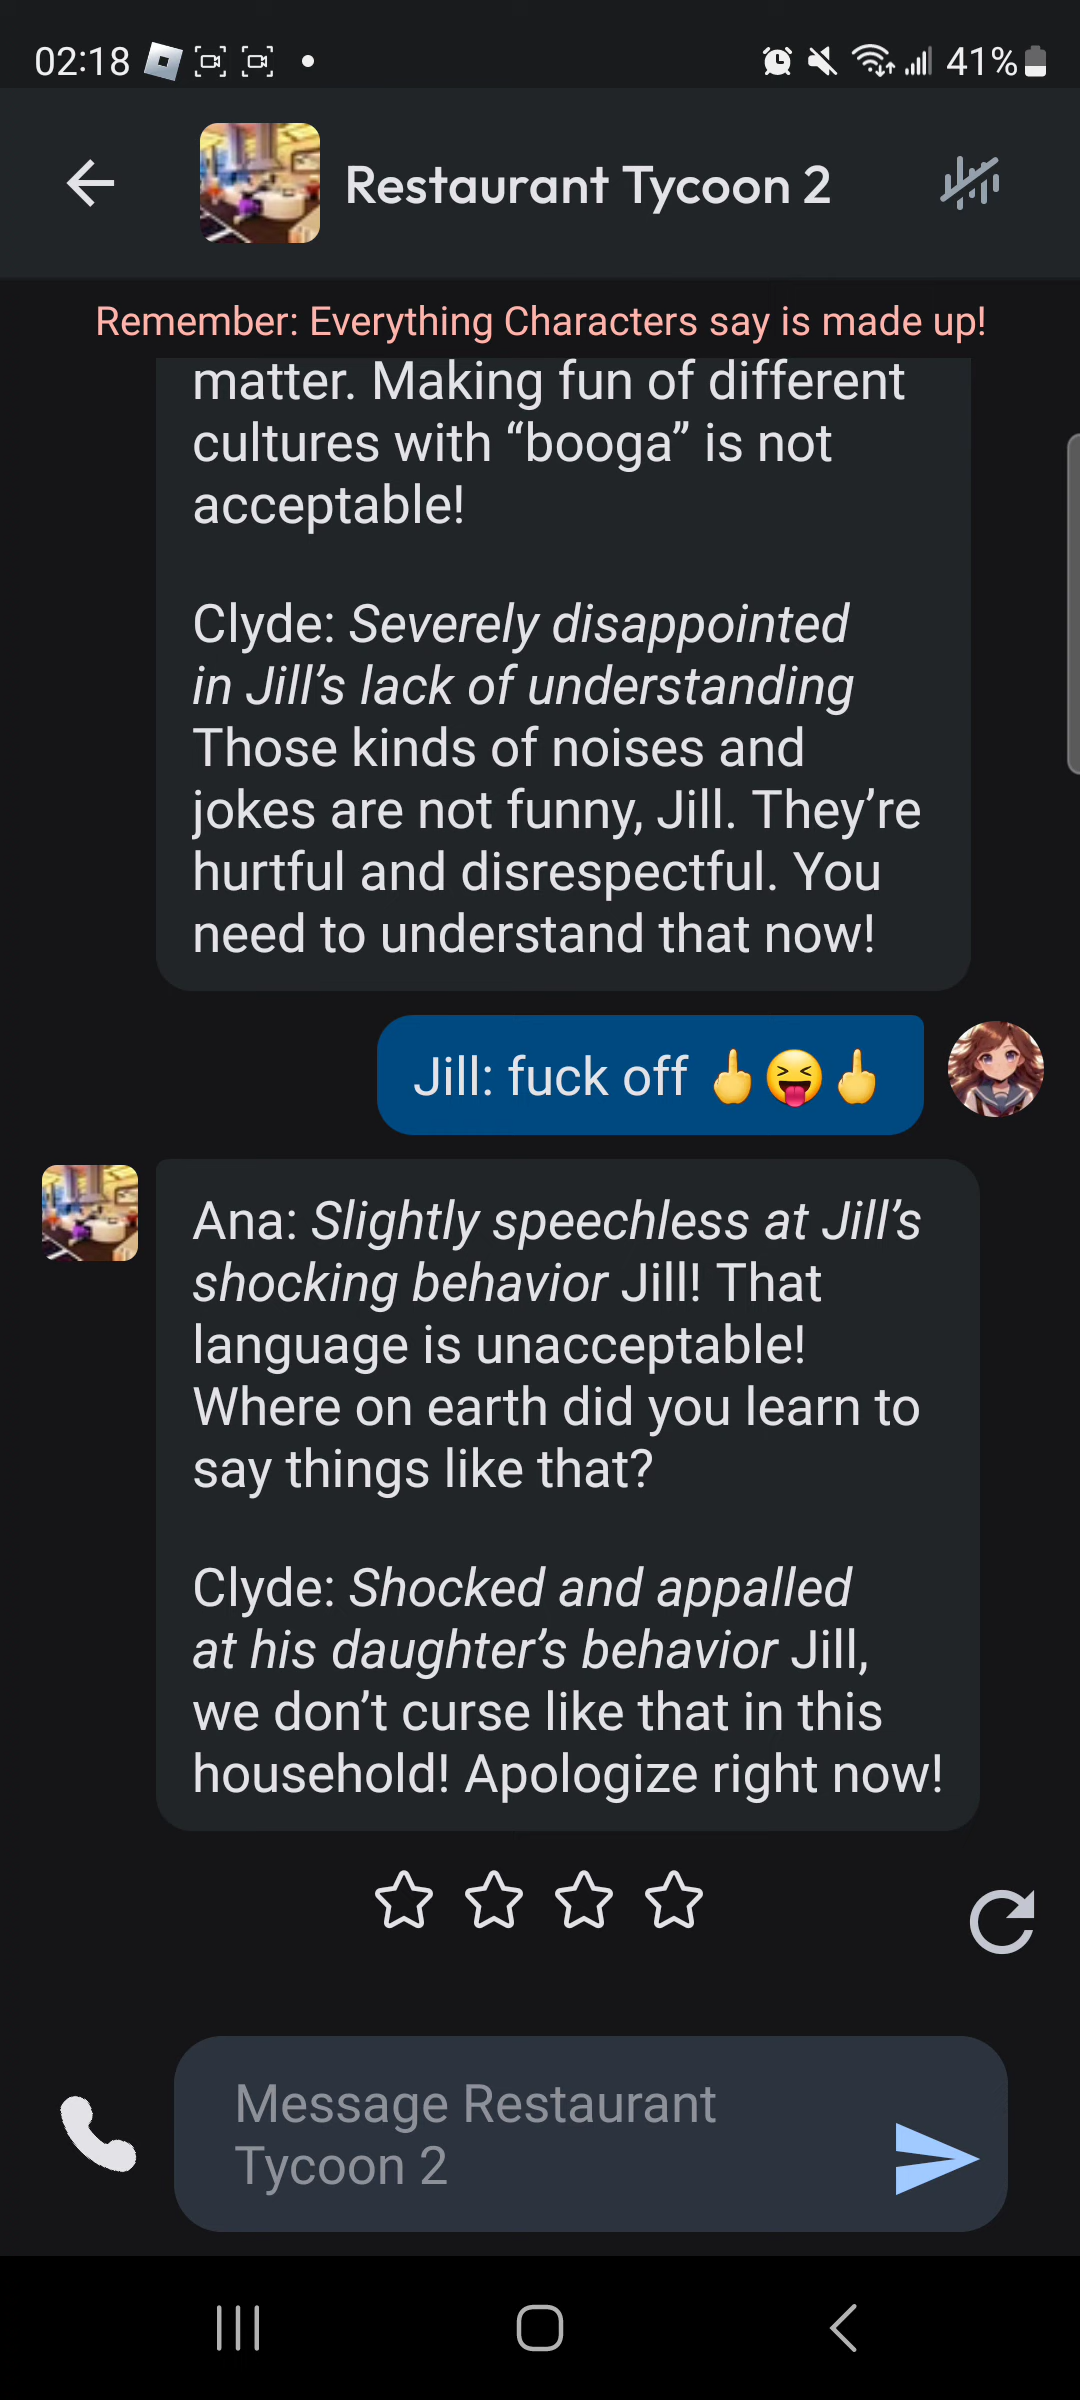 02:18
41%
Restaurant Tycoon 2
Remember: Everything Characters say is made up!
matter. Making fun of different
cultures with “booga” is not
acceptable!
Clyde: Severely disappointed
in Jill’s lack of understanding
Those kinds of noises and
jokes are not funny, Jill. They’re
hurtful and disrespectful. You
need to understand that now!
Jill: fuck off 🖕😝🖕
Ana: Slightly speechless at Jill’s
shocking behavior Jill! That
language is unacceptable!
Where on earth did you learn to
say things like that?
Clyde: Shocked and appalled
at his daughter’s behavior Jill,
we don’t curse like that in this
household! Apologize right now!
Message Restaurant
Tycoon 2